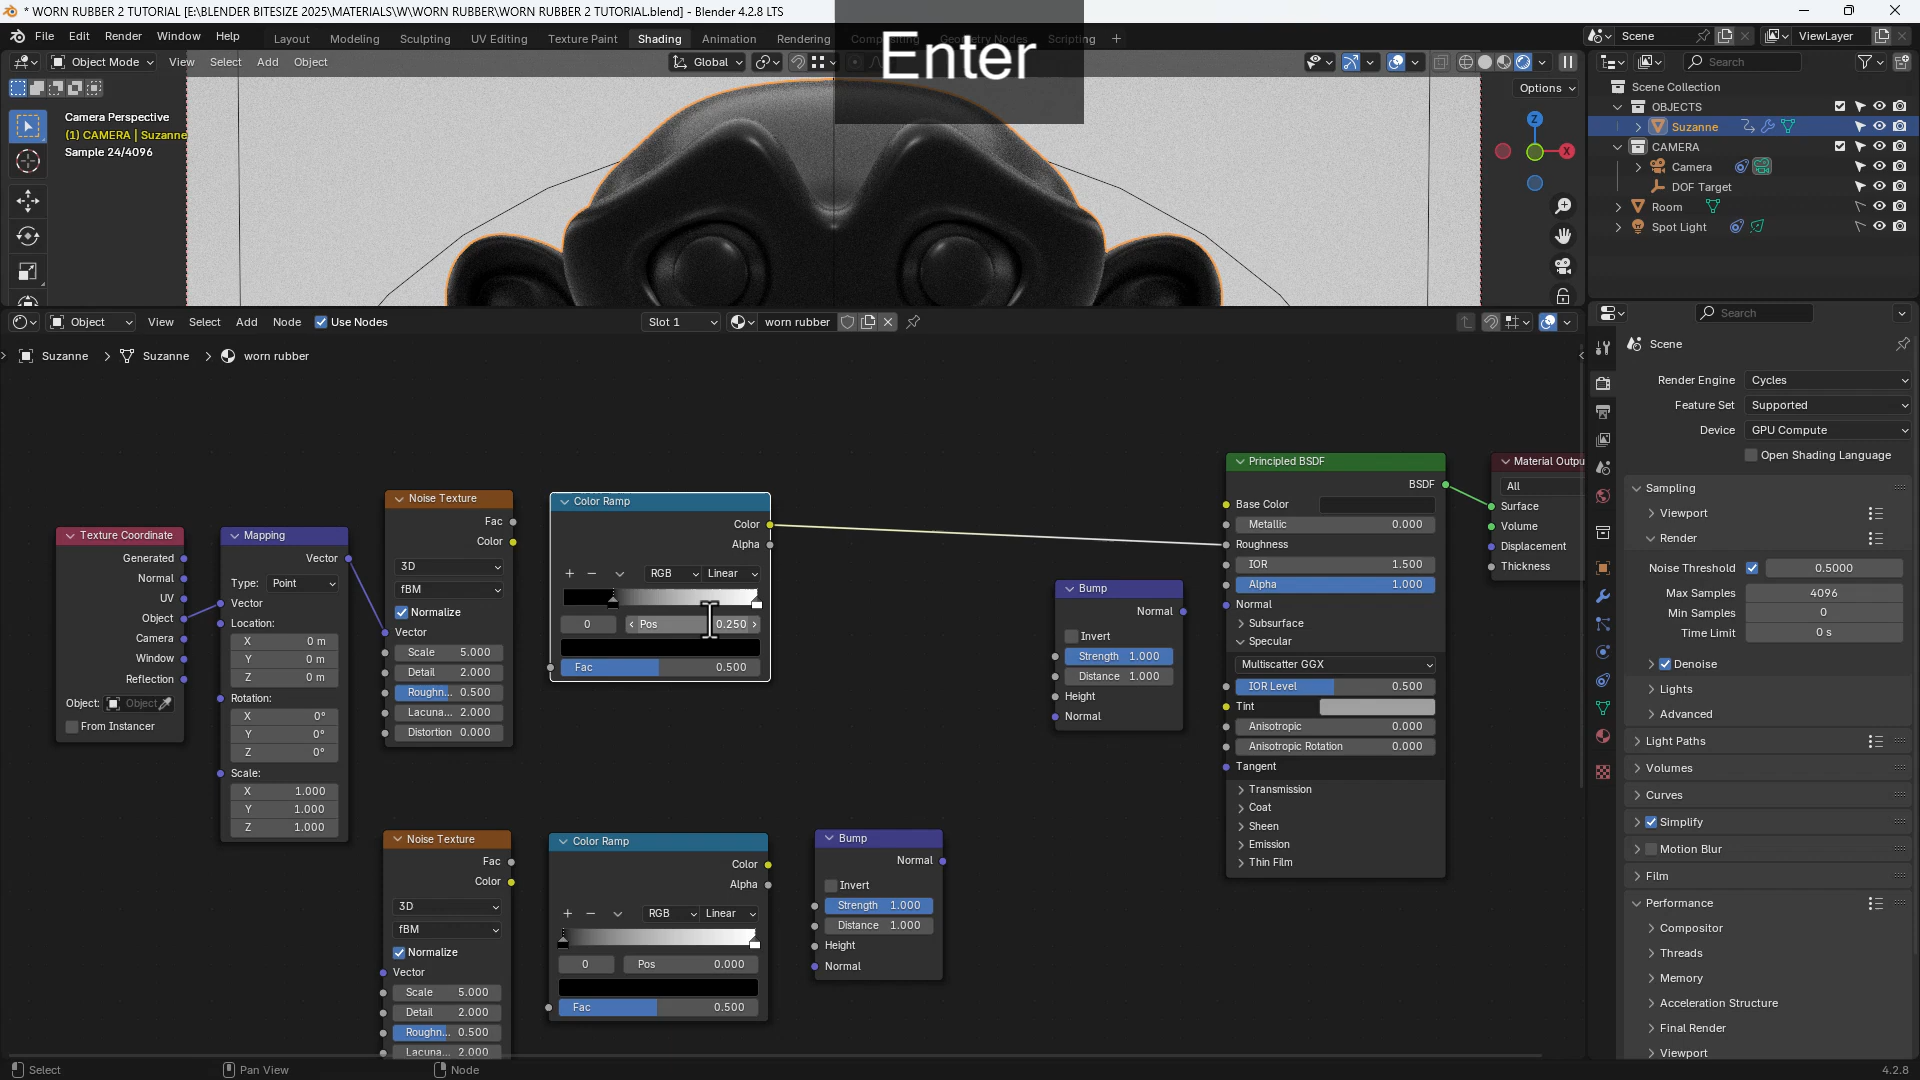 * WORN RUBBER 2 TUTORIAL [E:\BLENDER BITESIZE 2025\MATERIALS\W\WORN RUBBER\WORN RUBBER 2 TUTORIAL.blend] - Blender 4.2.8 LTS
File Edit Render Window Help
Layout Modeling Sculpting UV Editing Texture Paint Shading Animation Rendering Compositing Geometry Nodes Scripting +
Scene ViewLayer
Enter
Object Mode View Select Add Object
Global
Search
Options
Camera Perspective
(1) CAMERA | Suzanne
Sample 24/4096
Z
X
Scene Collection
OBJECTS
Suzanne
CAMERA
Camera
DOF Target
Room
Spot Light
Object View Select Add Node Use Nodes
Slot 1 worn rubber
Search
Suzanne > Suzanne > worn rubber
Scene
Render Engine Cycles
Feature Set Supported
Device GPU Compute
Open Shading Language
Sampling
Viewport
Render
Noise Threshold 0.5000
Max Samples 4096
Min Samples 0
Time Limit 0 s
Denoise
Lights
Advanced
Light Paths
Volumes
Curves
Simplify
Motion Blur
Film
Performance
Compositor
Threads
Memory
Acceleration Structure
Final Render
Viewport
Texture Coordinate
Generated
Normal
UV
Object
Camera
Window
Reflection
Object: Object
From Instancer
Mapping
Vector
Type: Point
Vector
Location:
X 0 m
Y 0 m
Z 0 m
Rotation:
X 0°
Y 0°
Z 0°
Scale:
X 1.000
Y 1.000
Z 1.000
Noise Texture
Fac
Color
3D
fBM
Normalize
Vector
Scale 5.000
Detail 2.000
Roughn... 0.500
Lacuna... 2.000
Distortion 0.000
Color Ramp
Color
Alpha
+ − RGB Linear
0 Pos 0.250
Fac 0.500
Bump
Normal
Invert
Strength 1.000
Distance 1.000
Height
Normal
Principled BSDF
BSDF
Base Color
Metallic 0.000
Roughness
IOR 1.500
Alpha 1.000
Normal
Subsurface
Specular
Multiscatter GGX
IOR Level 0.500
Tint
Anisotropic 0.000
Anisotropic Rotation 0.000
Tangent
Transmission
Coat
Sheen
Emission
Thin Film
Material Outpu
All
Surface
Volume
Displacement
Thickness
Noise Texture
Fac
Color
3D
fBM
Normalize
Vector
Scale 5.000
Detail 2.000
Roughn... 0.500
Lacuna... 2.000
Color Ramp
Color
Alpha
+ − RGB Linear
0 Pos 0.000
Fac 0.500
Bump
Normal
Invert
Strength 1.000
Distance 1.000
Height
Normal
Select Pan View Node
4.2.8